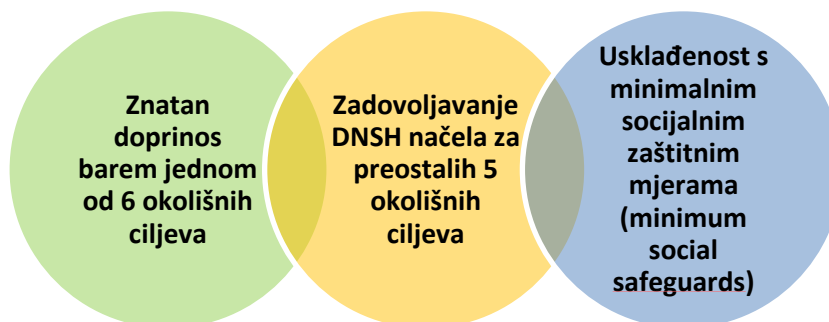 Znatan
doprinos
barem jednom
od 6 okolišnih
ciljeva
Zadovoljavanje
DNSH načela za
preostalih 5
okolišnih
ciljeva
Usklađenost s
minimalnim
socijalnim
zaštitnim
mjerama
(minimum
social
safeguards)